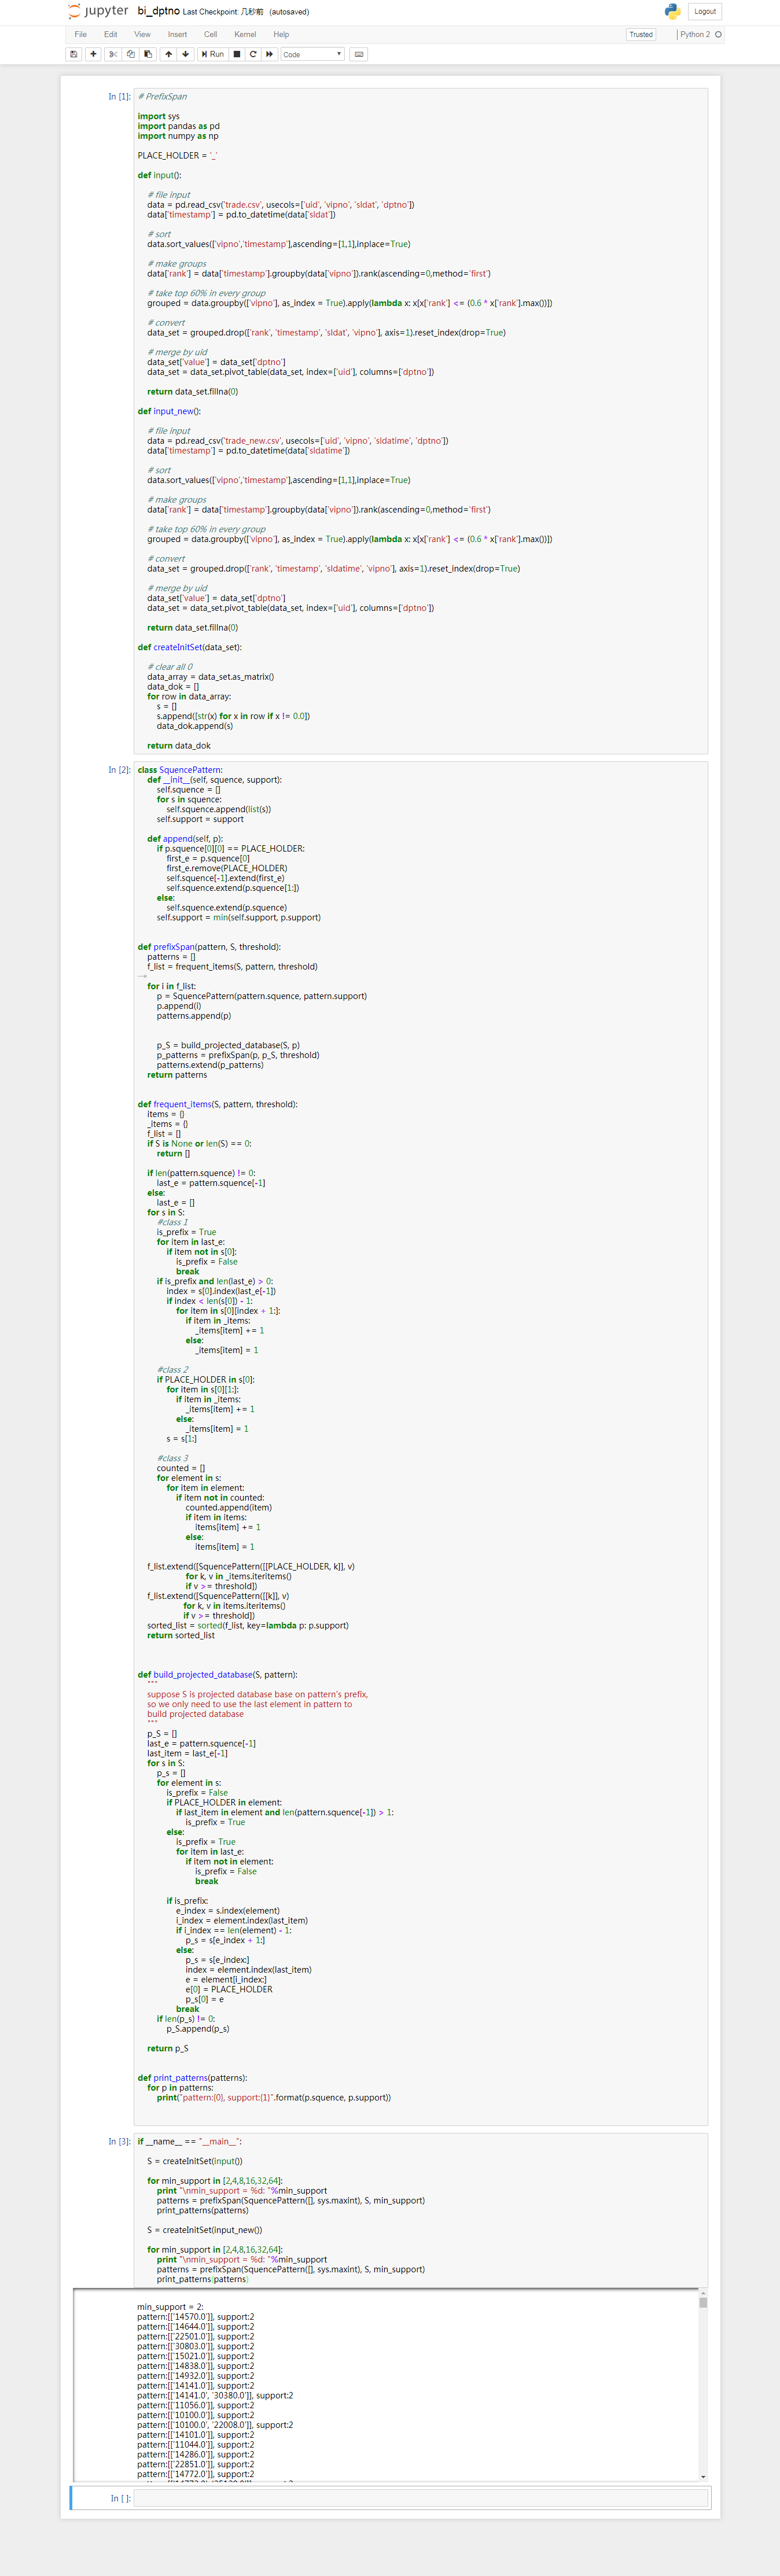 jupyter bi_dptno Last Checkpoint: 几秒前 (autosaved)
Logout
File Edit View Insert Cell Kernel Help
Trusted
Python 2
Run
Code
In [1]:
# PrefixSpan
import sys
import pandas as pd
import numpy as np
PLACE_HOLDER = '_'
def input():
# file input
data = pd.read_csv('trade.csv', usecols=['uid', 'vipno', 'sldat', 'dptno'])
data['timestamp'] = pd.to_datetime(data['sldat'])
# sort
data.sort_values(['vipno','timestamp'],ascending=[1,1],inplace=True)
# make groups
data['rank'] = data['timestamp'].groupby(data['vipno']).rank(ascending=0,method='first')
# take top 60% in every group
grouped = data.groupby(['vipno'], as_index = True).apply(lambda x: x[x['rank'] <= (0.6 * x['rank'].max())])
# convert
data_set = grouped.drop(['rank', 'timestamp', 'sldat', 'vipno'], axis=1).reset_index(drop=True)
# merge by uid
data_set['value'] = data_set['dptno']
data_set = data_set.pivot_table(data_set, index=['uid'], columns=['dptno'])
return data_set.fillna(0)
def input_new():
# file input
data = pd.read_csv('trade_new.csv', usecols=['uid', 'vipno', 'sldatime', 'dptno'])
data['timestamp'] = pd.to_datetime(data['sldatime'])
# sort
data.sort_values(['vipno','timestamp'],ascending=[1,1],inplace=True)
# make groups
data['rank'] = data['timestamp'].groupby(data['vipno']).rank(ascending=0,method='first')
# take top 60% in every group
grouped = data.groupby(['vipno'], as_index = True).apply(lambda x: x[x['rank'] <= (0.6 * x['rank'].max())])
# convert
data_set = grouped.drop(['rank', 'timestamp', 'sldatime', 'vipno'], axis=1).reset_index(drop=True)
# merge by uid
data_set['value'] = data_set['dptno']
data_set = data_set.pivot_table(data_set, index=['uid'], columns=['dptno'])
return data_set.fillna(0)
def createInitSet(data_set):
# clear all 0
data_array = data_set.as_matrix()
data_dok = []
for row in data_array:
s = []
s.append([str(x) for x in row if x != 0.0])
data_dok.append(s)
return data_dok
In [2]:
class SquencePattern:
def __init__(self, squence, support):
self.squence = []
for s in squence:
self.squence.append(list(s))
self.support = support
def append(self, p):
if p.squence[0][0] == PLACE_HOLDER:
first_e = p.squence[0]
first_e.remove(PLACE_HOLDER)
self.squence[-1].extend(first_e)
self.squence.extend(p.squence[1:])
else:
self.squence.extend(p.squence)
self.support = min(self.support, p.support)
def prefixSpan(pattern, S, threshold):
patterns = []
f_list = frequent_items(S, pattern, threshold)
for i in f_list:
p = SquencePattern(pattern.squence, pattern.support)
p.append(i)
patterns.append(p)
p_S = build_projected_database(S, p)
p_patterns = prefixSpan(p, p_S, threshold)
patterns.extend(p_patterns)
return patterns
def frequent_items(S, pattern, threshold):
items = {}
_items = {}
f_list = []
if S is None or len(S) == 0:
return []
if len(pattern.squence) != 0:
last_e = pattern.squence[-1]
else:
last_e = []
for s in S:
#class 1
is_prefix = True
for item in last_e:
if item not in s[0]:
is_prefix = False
break
if is_prefix and len(last_e) > 0:
index = s[0].index(last_e[-1])
if index < len(s[0]) - 1:
for item in s[0][index + 1:]:
if item in _items:
_items[item] += 1
else:
_items[item] = 1
#class 2
if PLACE_HOLDER in s[0]:
for item in s[0][1:]:
if item in _items:
_items[item] += 1
else:
_items[item] = 1
s = s[1:]
#class 3
counted = []
for element in s:
for item in element:
if item not in counted:
counted.append(item)
if item in items:
items[item] += 1
else:
items[item] = 1
f_list.extend([SquencePattern([[PLACE_HOLDER, k]], v)
for k, v in _items.iteritems()
if v >= threshold])
f_list.extend([SquencePattern([[k]], v)
for k, v in items.iteritems()
if v >= threshold])
sorted_list = sorted(f_list, key=lambda p: p.support)
return sorted_list
def build_projected_database(S, pattern):
"""
suppose S is projected database base on pattern's prefix,
so we only need to use the last element in pattern to
build projected database
"""
p_S = []
last_e = pattern.squence[-1]
last_item = last_e[-1]
for s in S:
p_s = []
for element in s:
is_prefix = False
if PLACE_HOLDER in element:
if last_item in element and len(pattern.squence[-1]) > 1:
is_prefix = True
else:
is_prefix = True
for item in last_e:
if item not in element:
is_prefix = False
break
if is_prefix:
e_index = s.index(element)
i_index = element.index(last_item)
if i_index == len(element) - 1:
p_s = s[e_index + 1:]
else:
p_s = s[e_index:]
index = element.index(last_item)
e = element[i_index:]
e[0] = PLACE_HOLDER
p_s[0] = e
break
if len(p_s) != 0:
p_S.append(p_s)
return p_S
def print_patterns(patterns):
for p in patterns:
print("pattern:{0}, support:{1}".format(p.squence, p.support))
In [3]:
if __name__ == "__main__":
S = createInitSet(input())
for min_support in [2,4,8,16,32,64]:
print "\nmin_support = %d: "%min_support
patterns = prefixSpan(SquencePattern([], sys.maxint), S, min_support)
print_patterns(patterns)
S = createInitSet(input_new())
for min_support in [2,4,8,16,32,64]:
print "\nmin_support = %d: "%min_support
patterns = prefixSpan(SquencePattern([], sys.maxint), S, min_support)
print_patterns(patterns)
min_support = 2:
pattern:[['14570.0']], support:2
pattern:[['14644.0']], support:2
pattern:[['22501.0']], support:2
pattern:[['30803.0']], support:2
pattern:[['15021.0']], support:2
pattern:[['14838.0']], support:2
pattern:[['14932.0']], support:2
pattern:[['14141.0']], support:2
pattern:[['14141.0', '30380.0']], support:2
pattern:[['11056.0']], support:2
pattern:[['10100.0']], support:2
pattern:[['10100.0', '22008.0']], support:2
pattern:[['14101.0']], support:2
pattern:[['11044.0']], support:2
pattern:[['14286.0']], support:2
pattern:[['22851.0']], support:2
pattern:[['14772.0']], support:2
In [ ]: